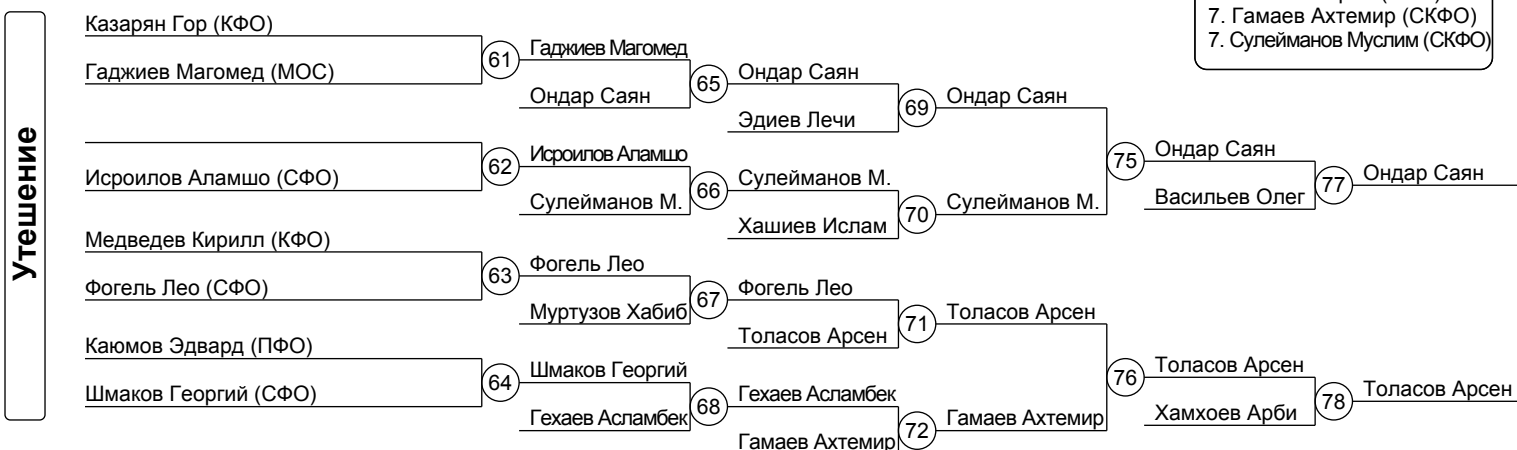 Утешение
7. Гамаев Ахтемир (СКФО)
7. Сулейманов Муслим (СКФО)
Казарян Гор (КФО)
Гаджиев Магомед (МОС)
61
Гаджиев Магомед
Ондар Саян
65
Ондар Саян
Эдиев Лечи
69
Ондар Саян
Исроилов Аламшо (СФО)
62
Исроилов Аламшо
Сулейманов М.
66
Сулейманов М.
Хашиев Ислам
70
Сулейманов М.
75
Ондар Саян
Васильев Олег
77
Ондар Саян
Медведев Кирилл (КФО)
Фогель Лео (СФО)
63
Фогель Лео
Муртузов Хабиб
67
Фогель Лео
Толасов Арсен
71
Толасов Арсен
Каюмов Эдвард (ПФО)
Шмаков Георгий (СФО)
64
Шмаков Георгий
Гехаев Асламбек
68
Гехаев Асламбек
Гамаев Ахтемир
72
Гамаев Ахтемир
76
Толасов Арсен
Хамхоев Арби
78
Толасов Арсен